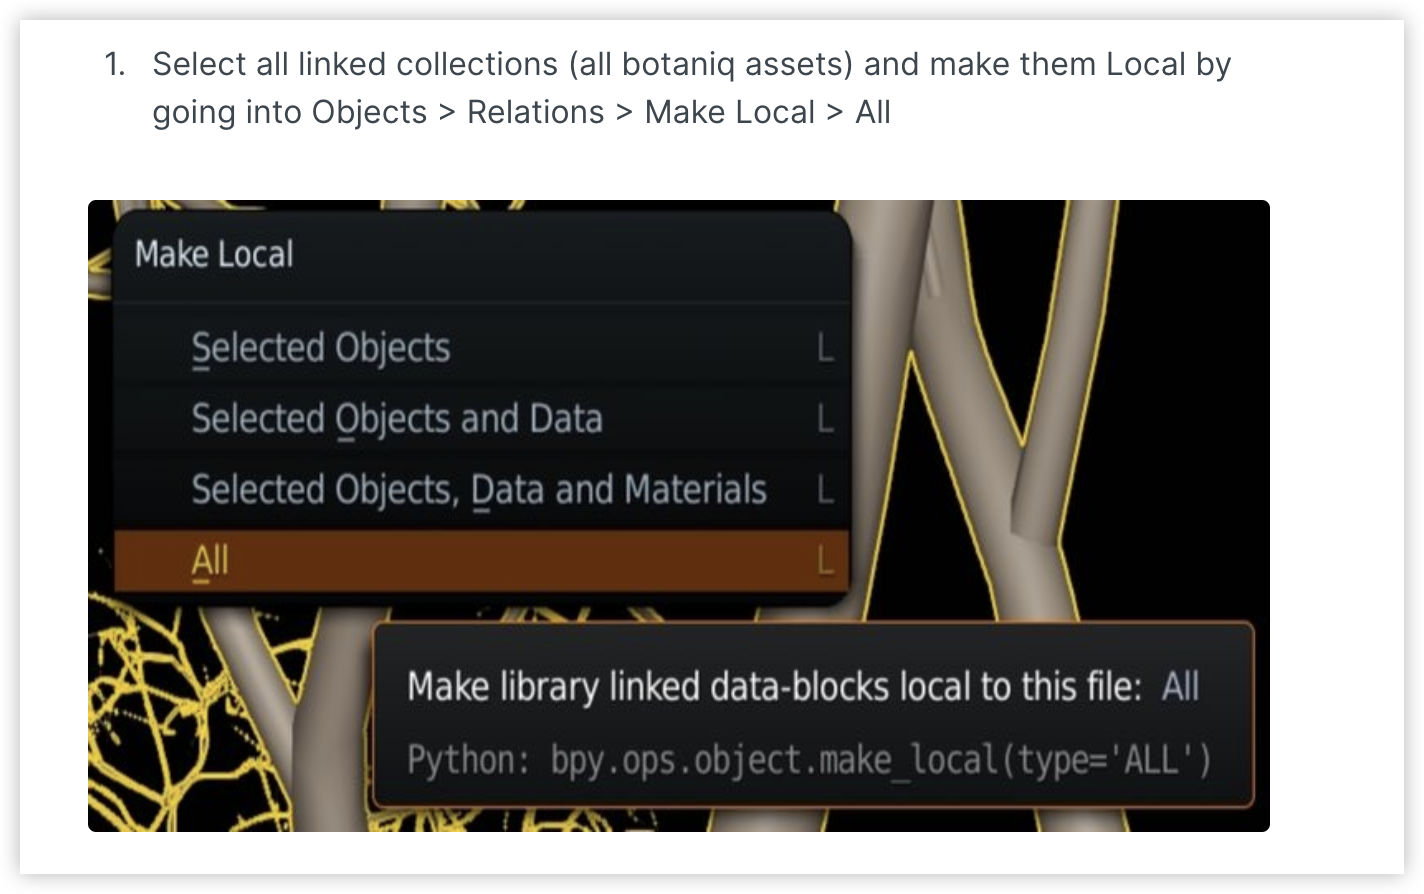 1. Select all linked collections (all botaniq assets) and make them Local by
going into Objects > Relations > Make Local > All
Make Local
Selected Objects L
Selected Objects and Data L
Selected Objects, Data and Materials L
All L
Make library linked data-blocks local to this file: All
Python: bpy.ops.object.make_local(type='ALL')